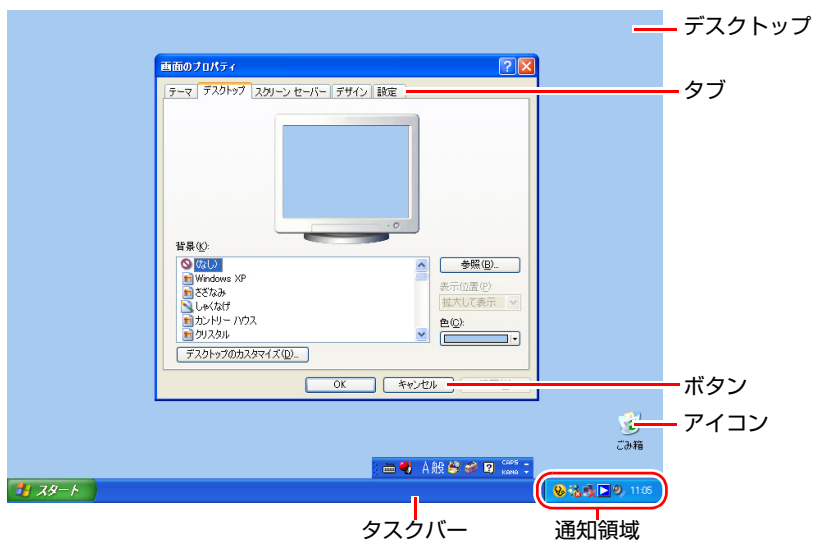 デスクトップ
画面のプロパティ
テーマ デスクトップ スクリーン セーバー デザイン 設定
タブ
背景(K):
(なし)
Windows XP
さざなみ
しゃくなげ
カントリー ハウス
クリスタル
参照(B)...
表示位置(P):
拡大して表示
色(C):
デスクトップのカスタマイズ(D)...
OK キャンセル
ボタン
アイコン
ごみ箱
A 般 CAPS
KANA
スタート
11:05
タスクバー
通知領域